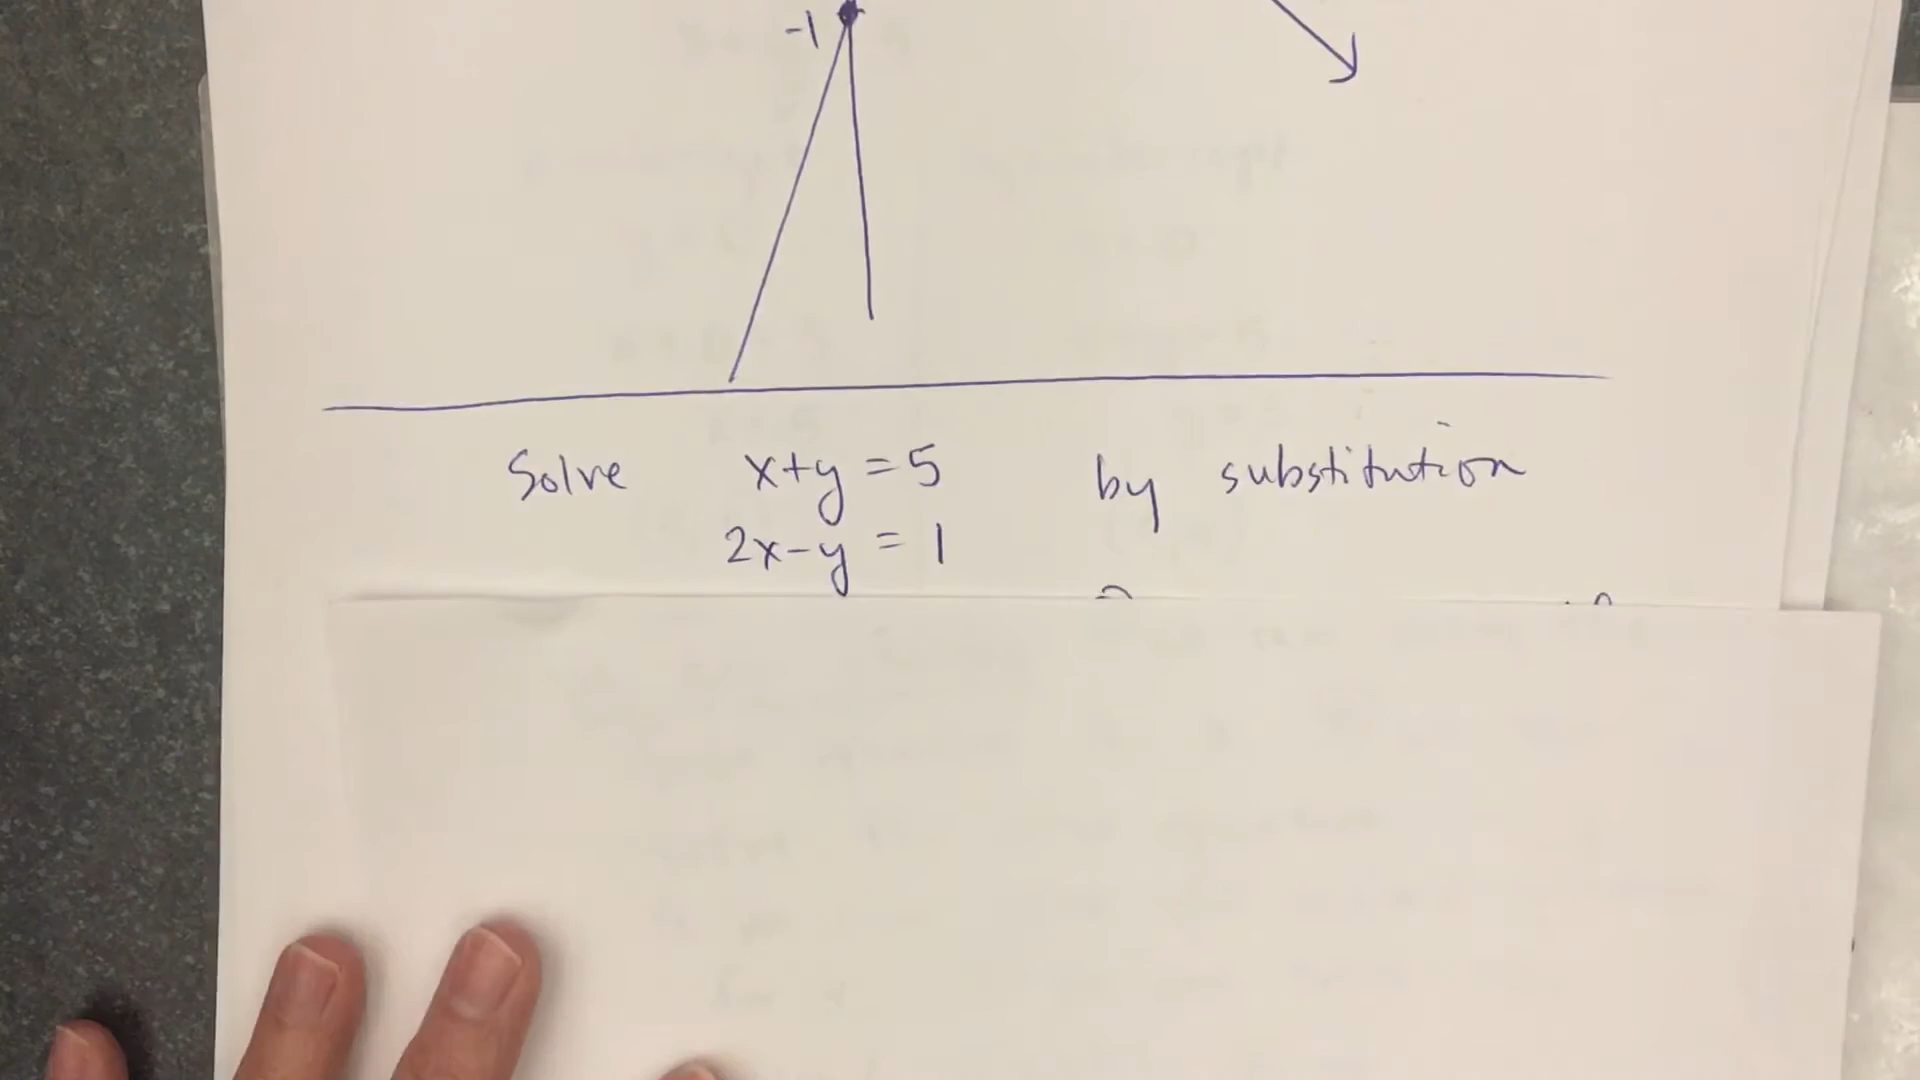 -1
Solve x+y = 5 by substitution
2x-y = 1